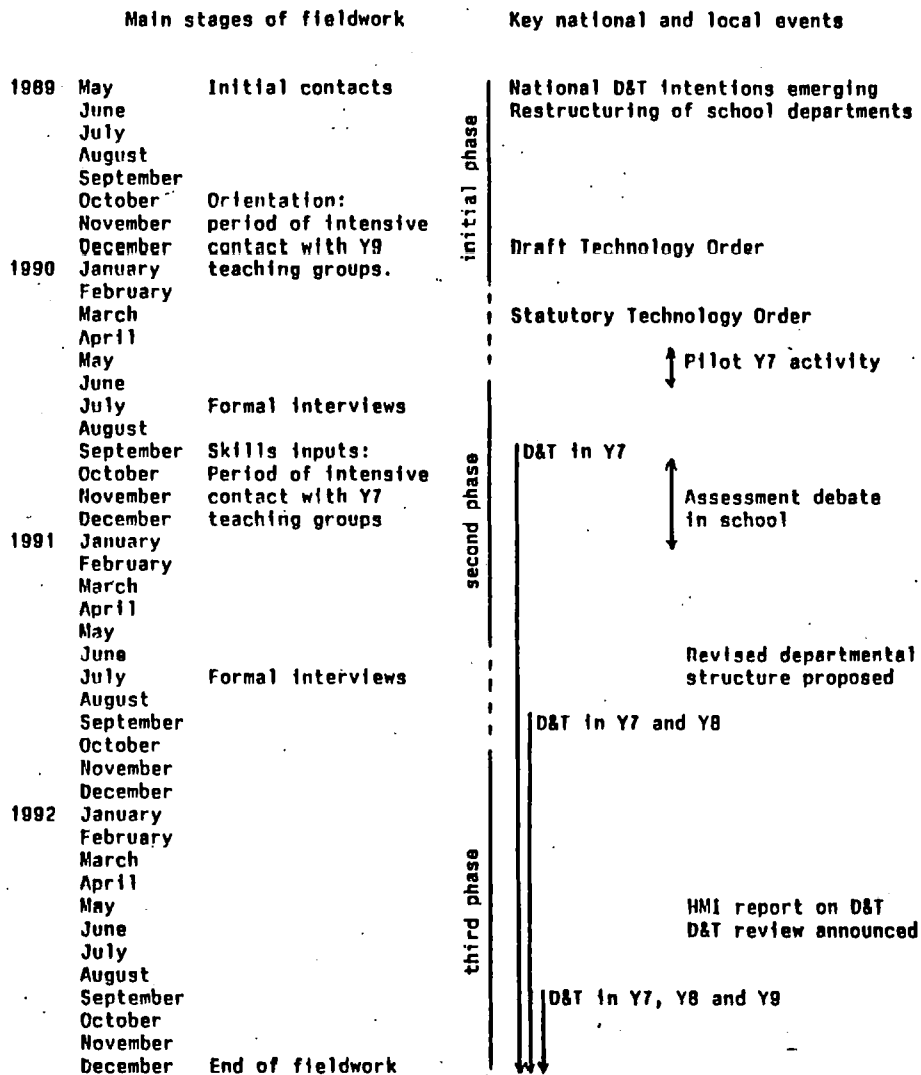 Main stages of fieldwork Key national and local events
1989 May Initial contacts National D&T intentions emerging
June Restructuring of school departments
July
August
September
October Orientation:
November period of intensive
December contact with Y9 Draft Technology Order
1990 January teaching groups.
February
March Statutory Technology Order
April
May Pilot Y7 activity
June
July Formal interviews
August
September Skills inputs: D&T in Y7
October Period of intensive
November contact with Y7 Assessment debate
December teaching groups in school
1991 January
February
March
April
May
June Revised departmental
July Formal interviews structure proposed
August
September D&T in Y7 and Y8
October
November
December
1992 January
February
March
April
May HMI report on D&T
June D&T review announced
July
August
September D&T in Y7, Y8 and Y9
October
November
December End of fieldwork
initial phase
second phase
third phase